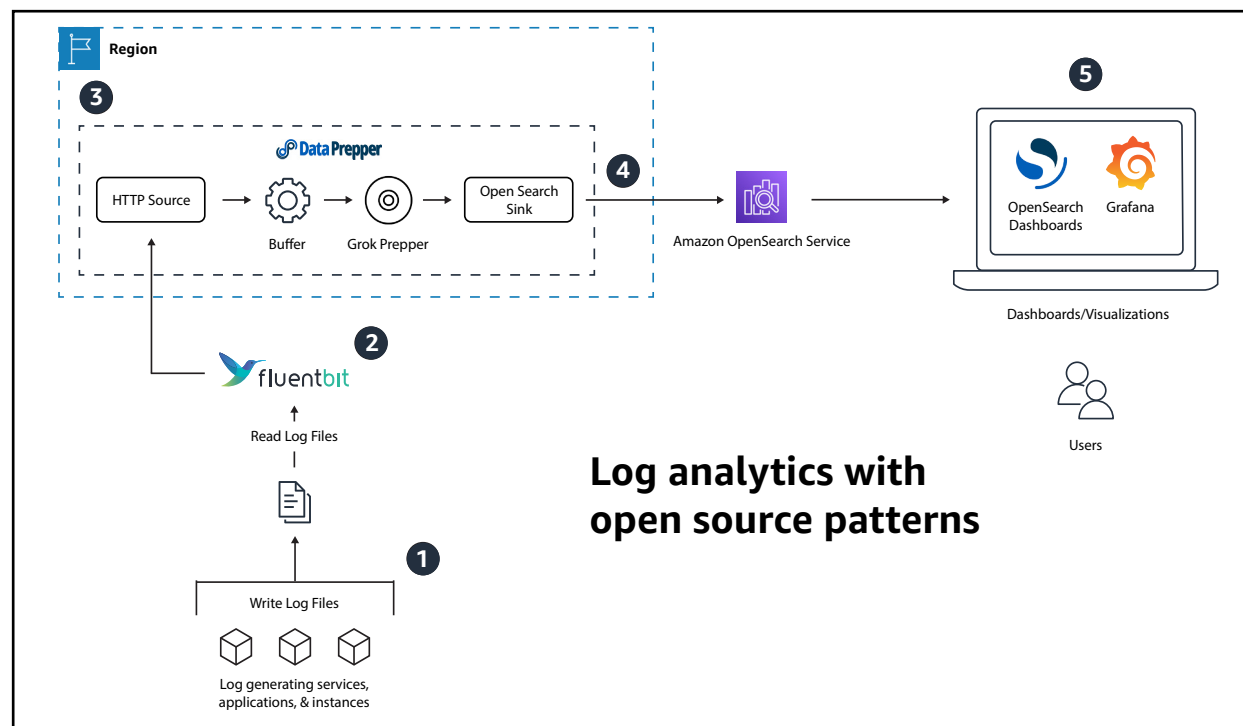 Region
3
Data Prepper
4
HTTP Source
Buffer
Grok Prepper
Open Search
Sink
Amazon OpenSearch Service
5
OpenSearch
Dashboards
Grafana
Dashboards/Visualizations
Users
2
fluentbit
Read Log Files
1
Write Log Files
Log generating services,
applications, & instances
Log analytics with
open source patterns